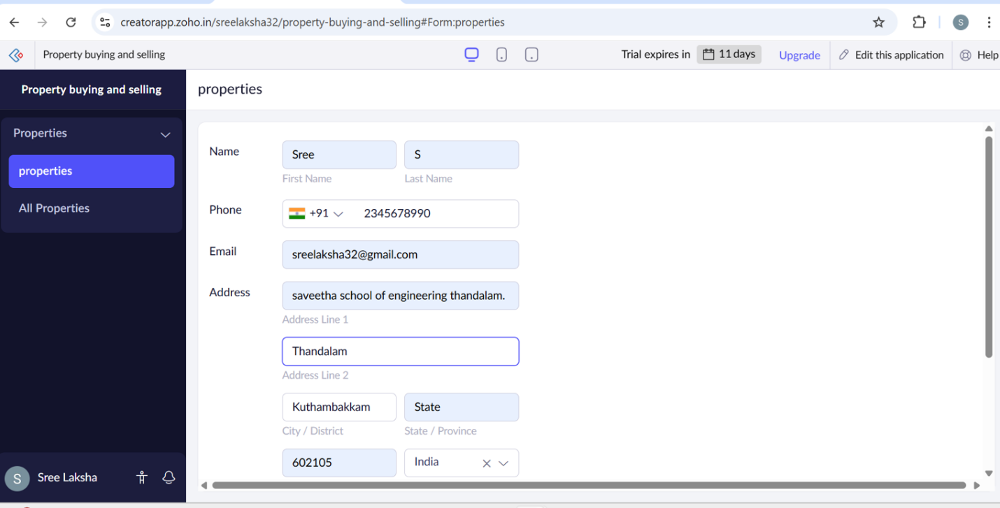 creatorapp.zoho.in/sreelaksha32/property-buying-and-selling#Form:properties
S
Property buying and selling
Trial expires in 11 days Upgrade Edit this application Help
Property buying and selling
properties
Properties
properties
All Properties
Name Sree S
First Name Last Name
Phone +91 2345678990
Email sreelaksha32@gmail.com
Address saveetha school of engineering thandalam.
Address Line 1
Thandalam
Address Line 2
Kuthambakkam State
City / District State / Province
602105 India
S Sree Laksha